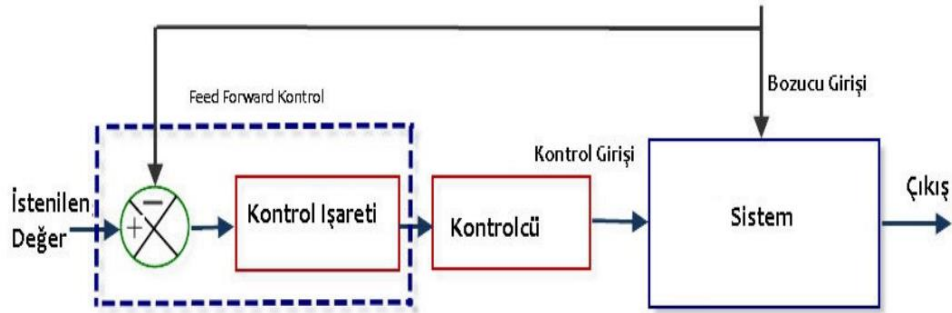 Bozucu Girişi
Feed Forward Kontrol
Kontrol Girişi
İstenilen
Değer
+
−
Kontrol Işareti
Kontrolcü
Sistem
Çıkış